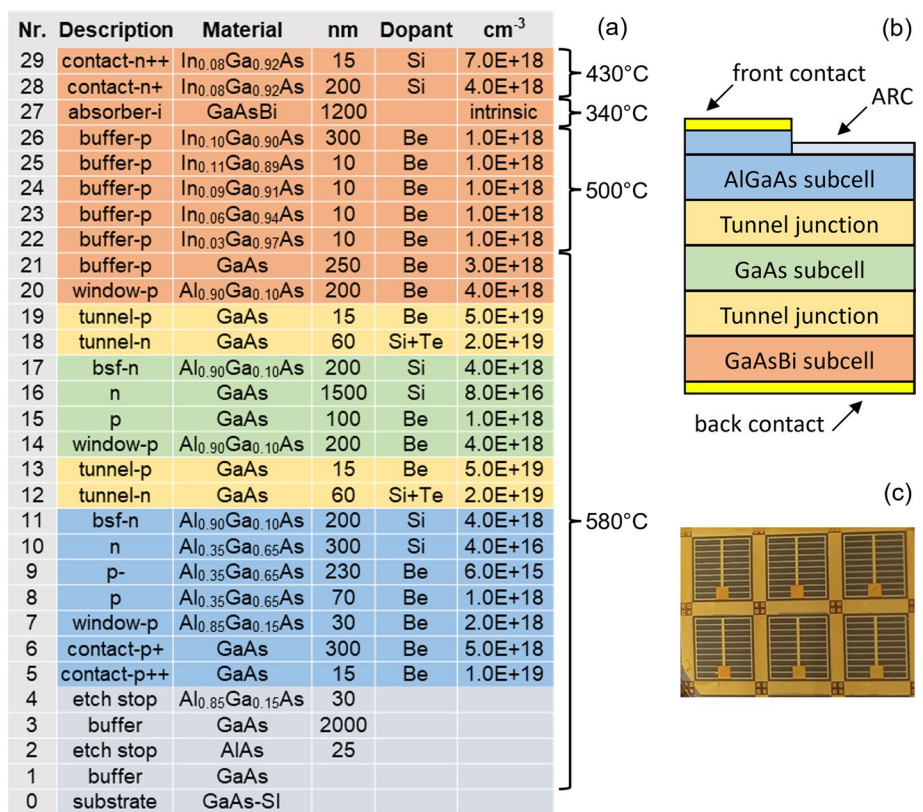 Nr. Description Material nm Dopant cm-3
29 contact-n++ In0.08Ga0.92As 15 Si 7.0E+18
28 contact-n+ In0.08Ga0.92As 200 Si 4.0E+18
27 absorber-i GaAsBi 1200 intrinsic
26 buffer-p In0.10Ga0.90As 300 Be 1.0E+18
25 buffer-p In0.11Ga0.89As 10 Be 1.0E+18
24 buffer-p In0.09Ga0.91As 10 Be 1.0E+18
23 buffer-p In0.06Ga0.94As 10 Be 1.0E+18
22 buffer-p In0.03Ga0.97As 10 Be 1.0E+18
21 buffer-p GaAs 250 Be 3.0E+18
20 window-p Al0.90Ga0.10As 200 Be 4.0E+18
19 tunnel-p GaAs 15 Be 5.0E+19
18 tunnel-n GaAs 60 Si+Te 2.0E+19
17 bsf-n Al0.90Ga0.10As 200 Si 4.0E+18
16 n GaAs 1500 Si 8.0E+16
15 p GaAs 100 Be 1.0E+18
14 window-p Al0.90Ga0.10As 200 Be 4.0E+18
13 tunnel-p GaAs 15 Be 5.0E+19
12 tunnel-n GaAs 60 Si+Te 2.0E+19
11 bsf-n Al0.90Ga0.10As 200 Si 4.0E+18
10 n Al0.35Ga0.65As 300 Si 4.0E+16
9 p- Al0.35Ga0.65As 230 Be 6.0E+15
8 p Al0.35Ga0.65As 70 Be 1.0E+18
7 window-p Al0.85Ga0.15As 30 Be 2.0E+18
6 contact-p+ GaAs 300 Be 5.0E+18
5 contact-p++ GaAs 15 Be 1.0E+19
4 etch stop Al0.85Ga0.15As 30
3 buffer GaAs 2000
2 etch stop AlAs 25
1 buffer GaAs
0 substrate GaAs-SI
(a)
430°C
340°C
500°C
580°C
(b)
front contact
ARC
AlGaAs subcell
Tunnel junction
GaAs subcell
Tunnel junction
GaAsBi subcell
back contact
(c)